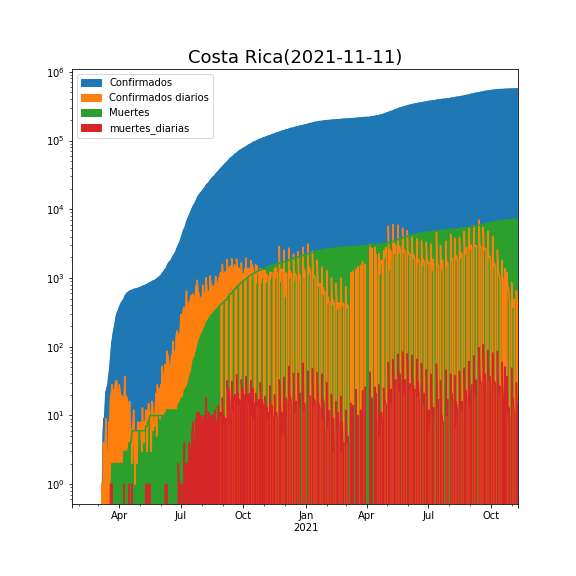 Costa Rica(2021-11-11)
Confirmados
Confirmados diarios
Muertes
muertes_diarias
10^6
10^5
10^4
10^3
10^2
10^1
10^0
Apr Jul Oct Jan Apr Jul Oct
2021